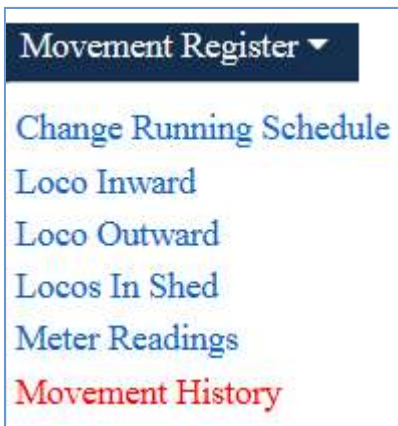 Movement Register
Change Running Schedule
Loco Inward
Loco Outward
Locos In Shed
Meter Readings
Movement History